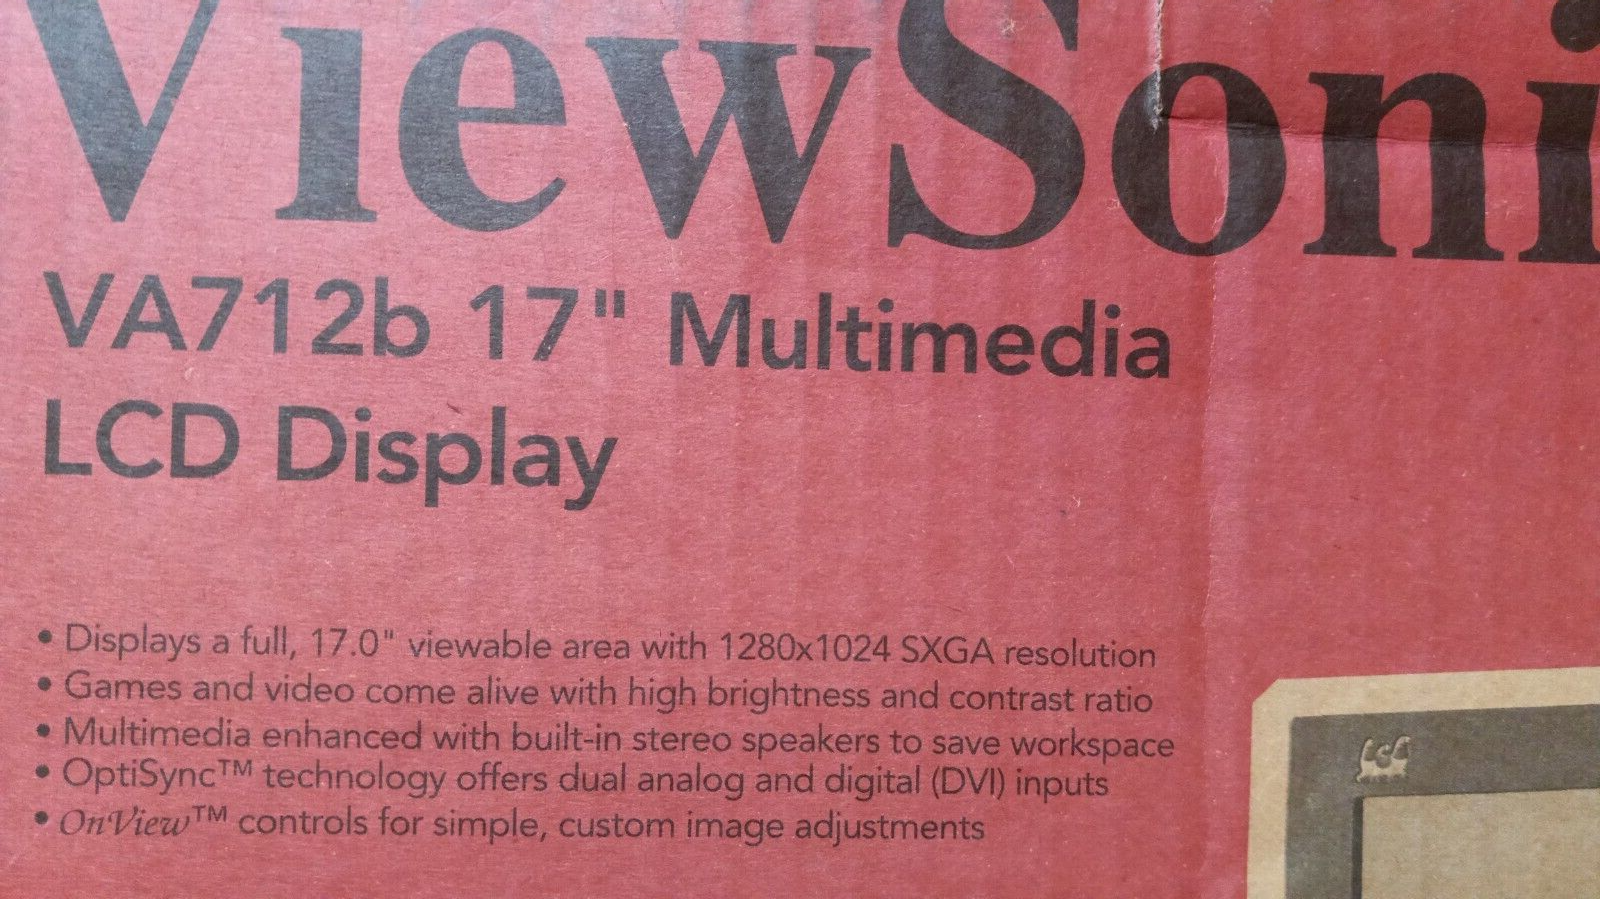 ViewSoni
VA712b 17" Multimedia
LCD Display
• Displays a full, 17.0" viewable area with 1280x1024 SXGA resolution
• Games and video come alive with high brightness and contrast ratio
• Multimedia enhanced with built-in stereo speakers to save workspace
• OptiSync™ technology offers dual analog and digital (DVI) inputs
• OnView™ controls for simple, custom image adjustments